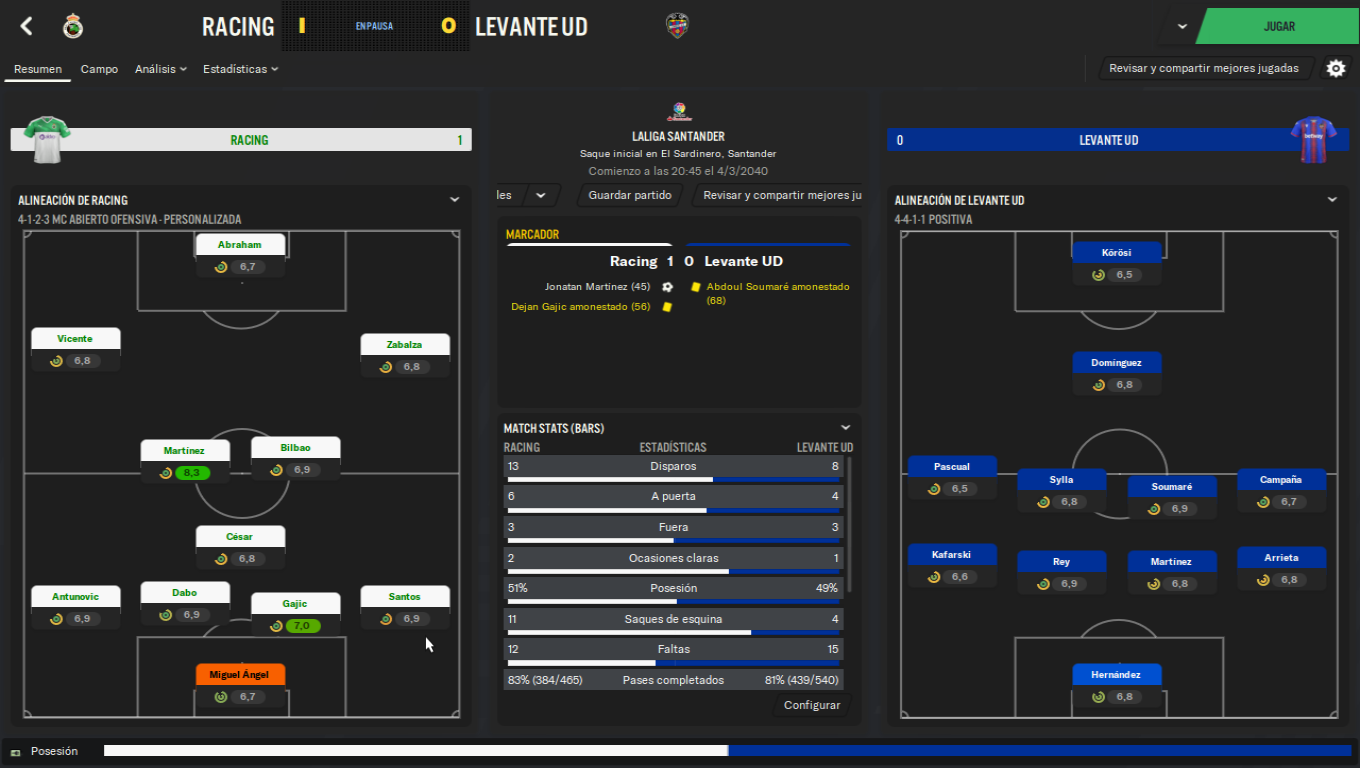 RACING
1
EN PAUSA
0
LEVANTE UD
JUGAR
Resumen
Campo
Análisis
Estadísticas
Revisar y compartir mejores jugadas
RACING 1
ALINEACIÓN DE RACING
4-1-2-3 MC ABIERTO OFENSIVA - PERSONALIZADA
Abraham
6,7
Vicente
6,8
Zabalza
6,8
Martínez
8,3
Bilbao
6,9
César
6,8
Antunovic
6,9
Dabo
6,9
Gajic
7,0
Santos
6,9
Miguel Ángel
6,7
LALIGA SANTANDER
Saque inicial en El Sardinero, Santander
Comienzo a las 20:45 el 4/3/2040
les
Guardar partido
Revisar y compartir mejores ju
MARCADOR
Racing 1 0 Levante UD
Jonatan Martínez (45)
Dejan Gajic amonestado (56)
Abdoul Soumaré amonestado
(68)
MATCH STATS (BARS)
RACING ESTADÍSTICAS LEVANTE UD
13 Disparos 8
6 A puerta 4
3 Fuera 3
2 Ocasiones claras 1
51% Posesión 49%
11 Saques de esquina 4
12 Faltas 15
83% (384/465) Pases completados 81% (439/540)
Configurar
0 LEVANTE UD
betway
ALINEACIÓN DE LEVANTE UD
4-4-1-1 POSITIVA
Körösi
6,5
Domínguez
6,8
Pascual
6,5
Sylla
6,8
Soumaré
6,9
Campaña
6,7
Kafarski
6,6
Rey
6,9
Martínez
6,8
Arrieta
6,8
Hernández
6,8
Posesión